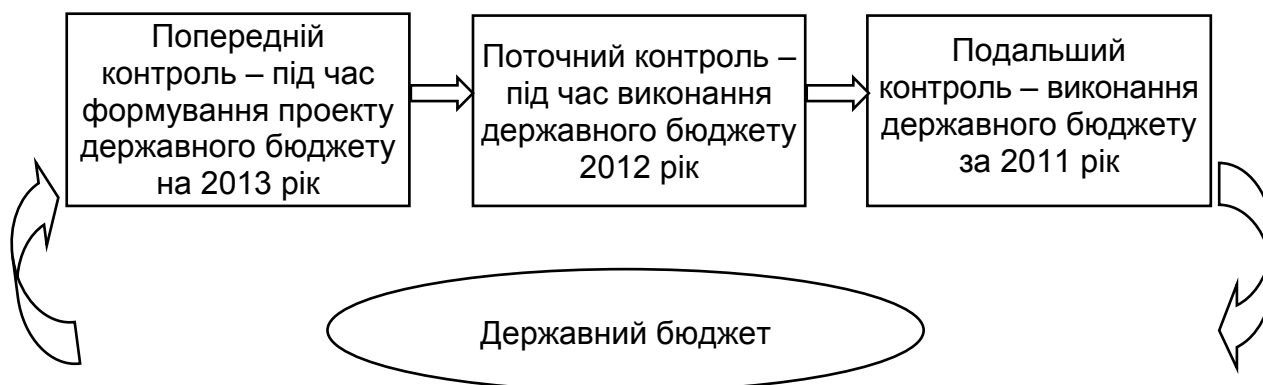 Попередній
контроль – під час
формування проекту
державного бюджету
на 2013 рік
Поточний контроль –
під час виконання
державного бюджету
2012 рік
Подальший
контроль – виконання
державного бюджету
за 2011 рік
Державний бюджет